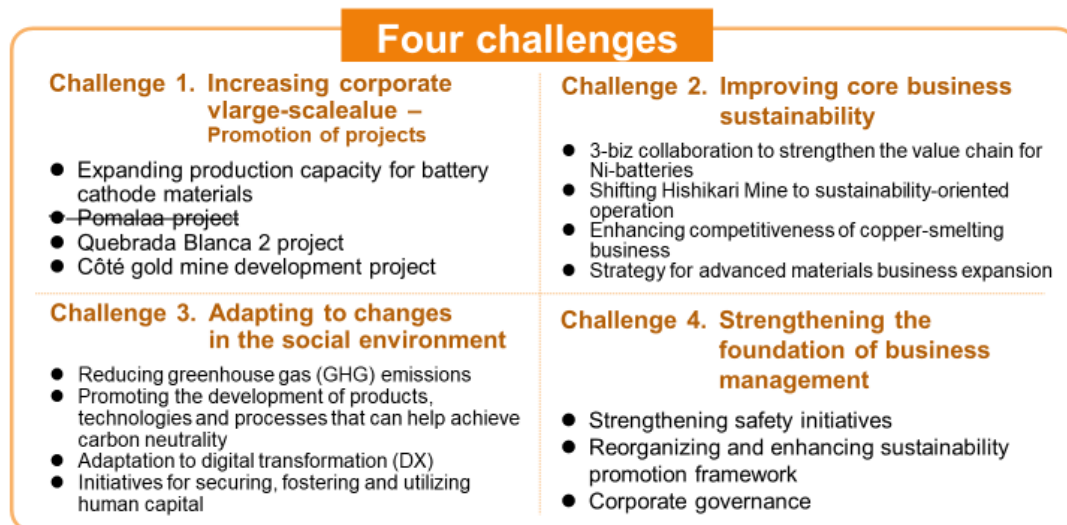 Four challenges
Challenge 1. Increasing corporate
vlarge-scalealue –
Promotion of projects
● Expanding production capacity for battery
cathode materials
● Pomalaa project
● Quebrada Blanca 2 project
● Côté gold mine development project
Challenge 2. Improving core business
sustainability
● 3-biz collaboration to strengthen the value chain for
Ni-batteries
● Shifting Hishikari Mine to sustainability-oriented
operation
● Enhancing competitiveness of copper-smelting
business
● Strategy for advanced materials business expansion
Challenge 3. Adapting to changes
in the social environment
● Reducing greenhouse gas (GHG) emissions
● Promoting the development of products,
technologies and processes that can help achieve
carbon neutrality
● Adaptation to digital transformation (DX)
● Initiatives for securing, fostering and utilizing
human capital
Challenge 4. Strengthening the
foundation of business
management
● Strengthening safety initiatives
● Reorganizing and enhancing sustainability
promotion framework
● Corporate governance